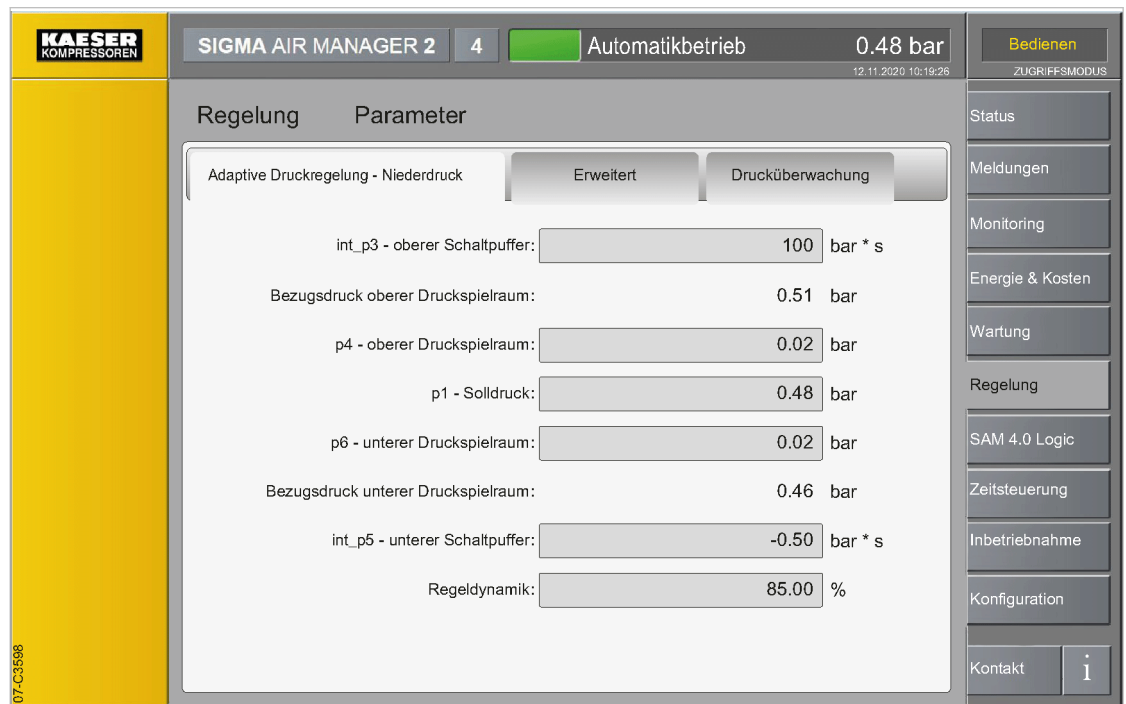 KAESER
KOMPRESSOREN
SIGMA AIR MANAGER 2 4 Automatikbetrieb 0.48 bar
12.11.2020 10:19:26
Bedienen
ZUGRIFFSMODUS
Regelung Parameter
Adaptive Druckregelung - Niederdruck Erweitert Drucküberwachung
int_p3 - oberer Schaltpuffer: 100 bar * s
Bezugsdruck oberer Druckspielraum: 0.51 bar
p4 - oberer Druckspielraum: 0.02 bar
p1 - Solldruck: 0.48 bar
p6 - unterer Druckspielraum: 0.02 bar
Bezugsdruck unterer Druckspielraum: 0.46 bar
int_p5 - unterer Schaltpuffer: -0.50 bar * s
Regeldynamik: 85.00 %
Status
Meldungen
Monitoring
Energie & Kosten
Wartung
Regelung
SAM 4.0 Logic
Zeitsteuerung
Inbetriebnahme
Konfiguration
Kontakt i
07-C3598